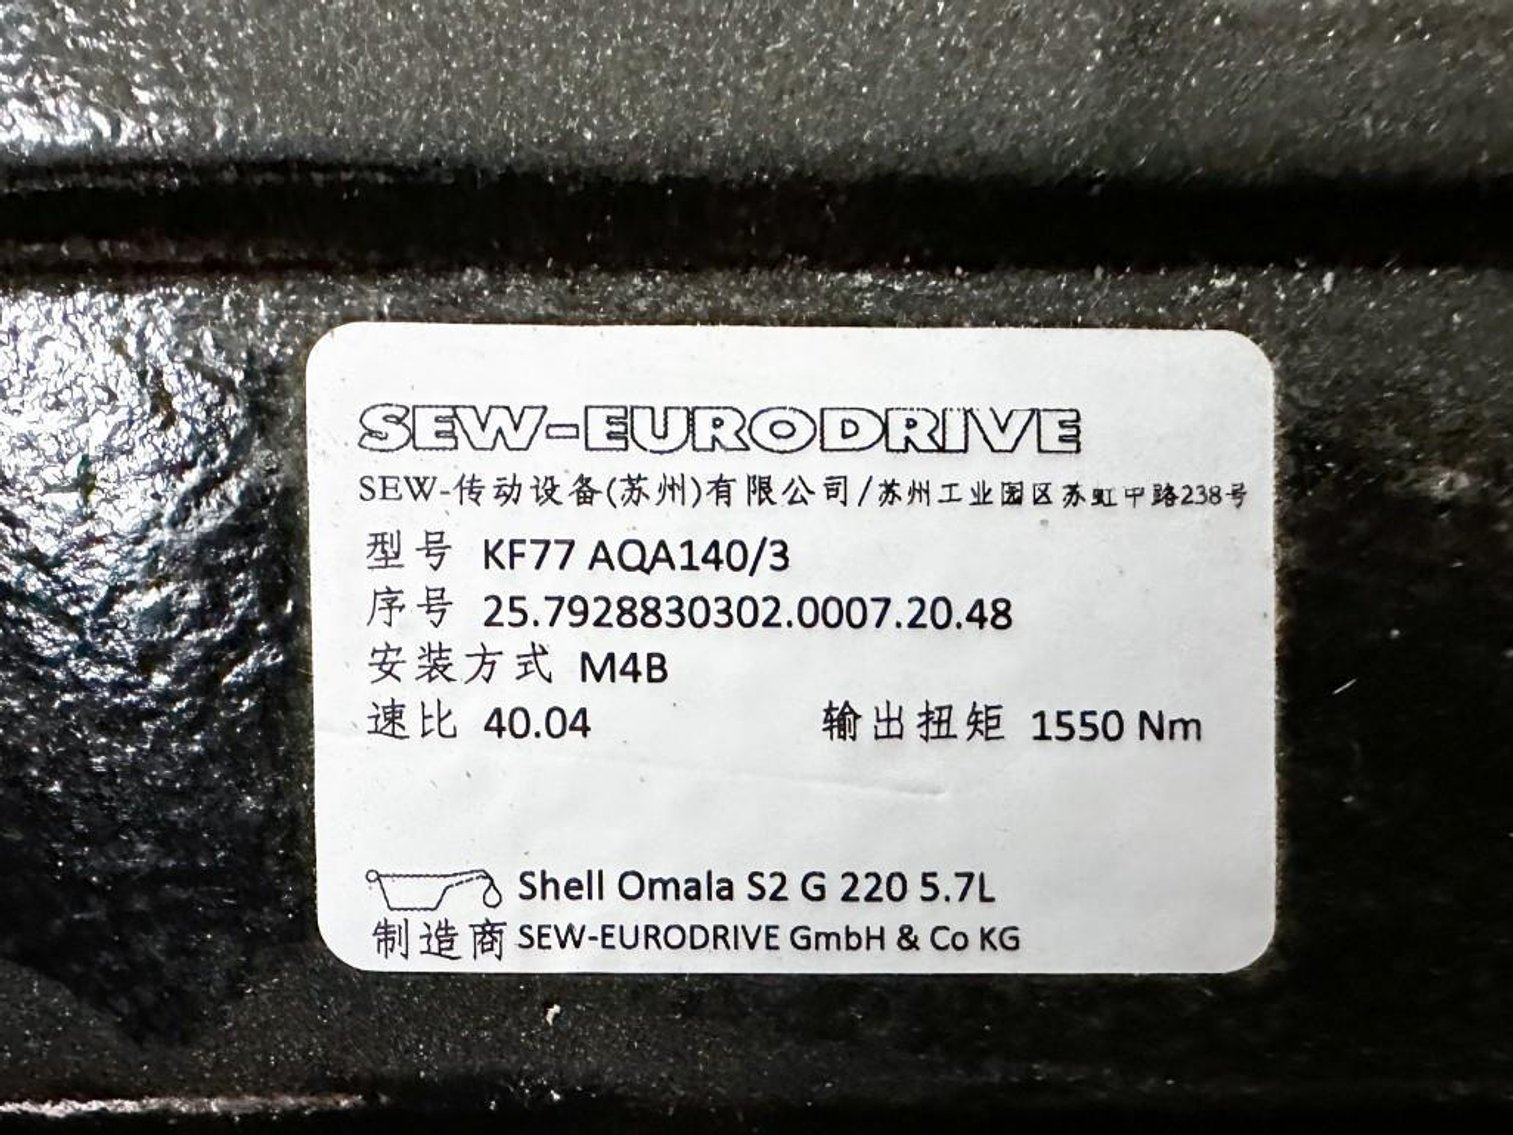 SEW-EURODRIVE
SEW-传动设备(苏州)有限公司/苏州工业园区苏虹中路238号
型号 KF77 AQA140/3
序号 25.7928830302.0007.20.48
安装方式 M4B
速比 40.04 输出扭矩 1550 Nm
Shell Omala S2 G 220 5.7L
制造商 SEW-EURODRIVE GmbH & Co KG